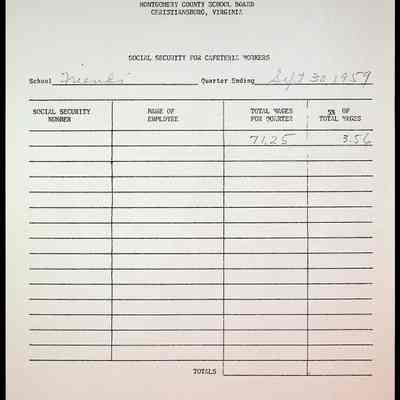 MONTGOMERY COUNTY SCHOOL BOARD
CHRISTIANSBURG, VIRGINIA
SOCIAL SECURITY FOR CAFETERIA WORKERS
School Quarter Ending Sept 30, 1959
SOCIAL SECURITY NAME OF TOTAL WAGES 5% OF
NUMBER EMPLOYEE FOR QUARTER TOTAL WAGES
71.25 3.56
TOTALS